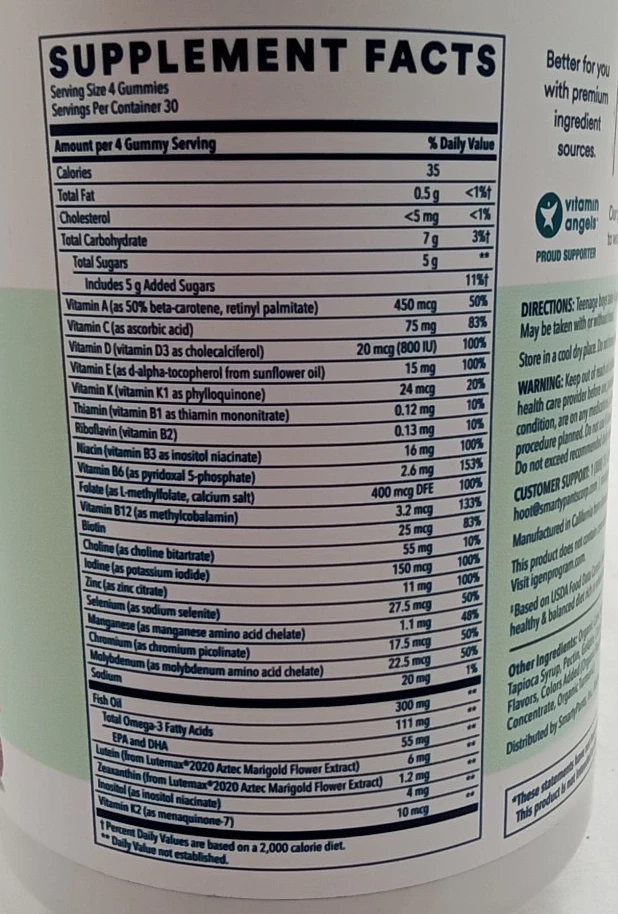 SUPPLEMENT FACTS
Serving Size 4 Gummies
Servings Per Container 30
Amount per 4 Gummy Serving % Daily Value
Calories 35
Total Fat 0.5 g <1%†
Cholesterol <5 mg <1%
Total Carbohydrate 7 g 3%†
Total Sugars 5 g **
Includes 5 g Added Sugars 11%†
Vitamin A (as 50% beta-carotene, retinyl palmitate) 450 mcg 50%
Vitamin C (as ascorbic acid) 75 mg 83%
Vitamin D (vitamin D3 as cholecalciferol) 20 mcg (800 IU) 100%
Vitamin E (as d-alpha-tocopherol from sunflower oil) 15 mg 100%
Vitamin K (vitamin K1 as phylloquinone) 24 mcg 20%
Thiamin (vitamin B1 as thiamin mononitrate) 0.12 mg 10%
Riboflavin (vitamin B2) 0.13 mg 10%
Niacin (vitamin B3 as inositol niacinate) 16 mg 100%
Vitamin B6 (as pyridoxal 5-phosphate) 2.6 mg 153%
Folate (as L-methylfolate, calcium salt) 400 mcg DFE 100%
Vitamin B12 (as methylcobalamin) 3.2 mcg 133%
Biotin 25 mcg 83%
Choline (as choline bitartrate) 55 mg 10%
Iodine (as potassium iodide) 150 mcg 100%
Zinc (as zinc citrate) 11 mg 100%
Selenium (as sodium selenite) 27.5 mcg 50%
Manganese (as manganese amino acid chelate) 1.1 mg 48%
Chromium (as chromium picolinate) 17.5 mcg 50%
Molybdenum (as molybdenum amino acid chelate) 22.5 mcg 50%
Sodium 20 mg 1%
Fish Oil 300 mg **
Total Omega-3 Fatty Acids 111 mg **
EPA and DHA 55 mg **
Lutein (from Lutemax®2020 Aztec Marigold Flower Extract) 6 mg **
Zeaxanthin (from Lutemax®2020 Aztec Marigold Flower Extract) 1.2 mg **
Inositol (as inositol niacinate) 4 mg **
Vitamin K2 (as menaquinone-7) 10 mcg **
† Percent Daily Values are based on a 2,000 calorie diet.
** Daily Value not established.
Better for you
with premium
ingredient
sources.
vitamin
angels
PROUD SUPPORTER
DIRECTIONS: Teenage boys
May be taken with or without
Store in a cool dry place. Do
WARNING: Keep out of
health care provider before
condition, are on any
procedure planned. Do not
Do not exceed recommended
CUSTOMER SUPPORT:
hoot@smartypantscorp.com
Manufactured in California
This product does not contain
Visit igenprogram.com
Based on USDA Food Data
healthy & balanced diet
Other Ingredients: Organic
Tapioca Syrup, Pectin,
Flavors, Colors Added
Concentrate, Organic
Distributed by SmartyPants
*These statements have
This product is not